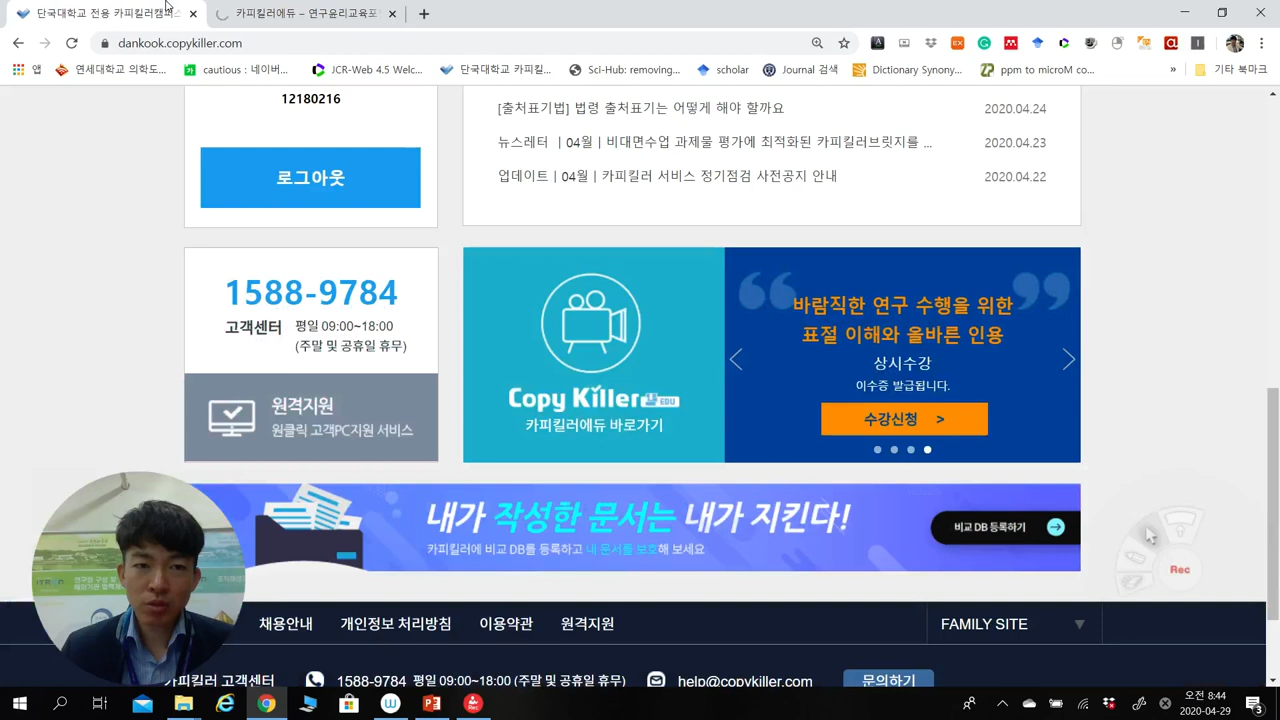 단국대학교 전용 카피킬러캠퍼스
카피킬러에듀 – 연구윤리교육포
dankook.copykiller.com
앱
연세대학교 의학도...
cautious : 네이버...
JCR-Web 4.5 Welc...
단국대학교 카피킬...
Sci-Hub: removing...
scholar
Journal 검색
Dictionary Synony...
ppm to microM co...
»
기타 북마크
12180216
로그아웃
[출처표기법] 법령 출처표기는 어떻게 해야 할까요
2020.04.24
뉴스레터 ㅣ04월ㅣ비대면수업 과제물 평가에 최적화된 카피킬러브릿지를 ...
2020.04.23
업데이트ㅣ04월ㅣ카피킬러 서비스 정기점검 사전공지 안내
2020.04.22
1588-9784
고객센터 평일 09:00~18:00
(주말 및 공휴일 휴무)
원격지원
원클릭 고객PC지원 서비스
Copy Killer EDU
카피킬러에듀 바로가기
바람직한 연구 수행을 위한
표절 이해와 올바른 인용
상시수강
이수증 발급됩니다.
수강신청 >
내가 작성한 문서는 내가 지킨다!
카피킬러에 비교 DB를 등록하고 내 문서를 보호해 보세요
비교 DB 등록하기
Rec
채용안내
개인정보 처리방침
이용약관
원격지원
FAMILY SITE
카피킬러 고객센터
1588-9784 평일 09:00~18:00 (주말 및 공휴일 휴무)
help@copykiller.com
문의하기
오전 8:44
2020-04-29
3